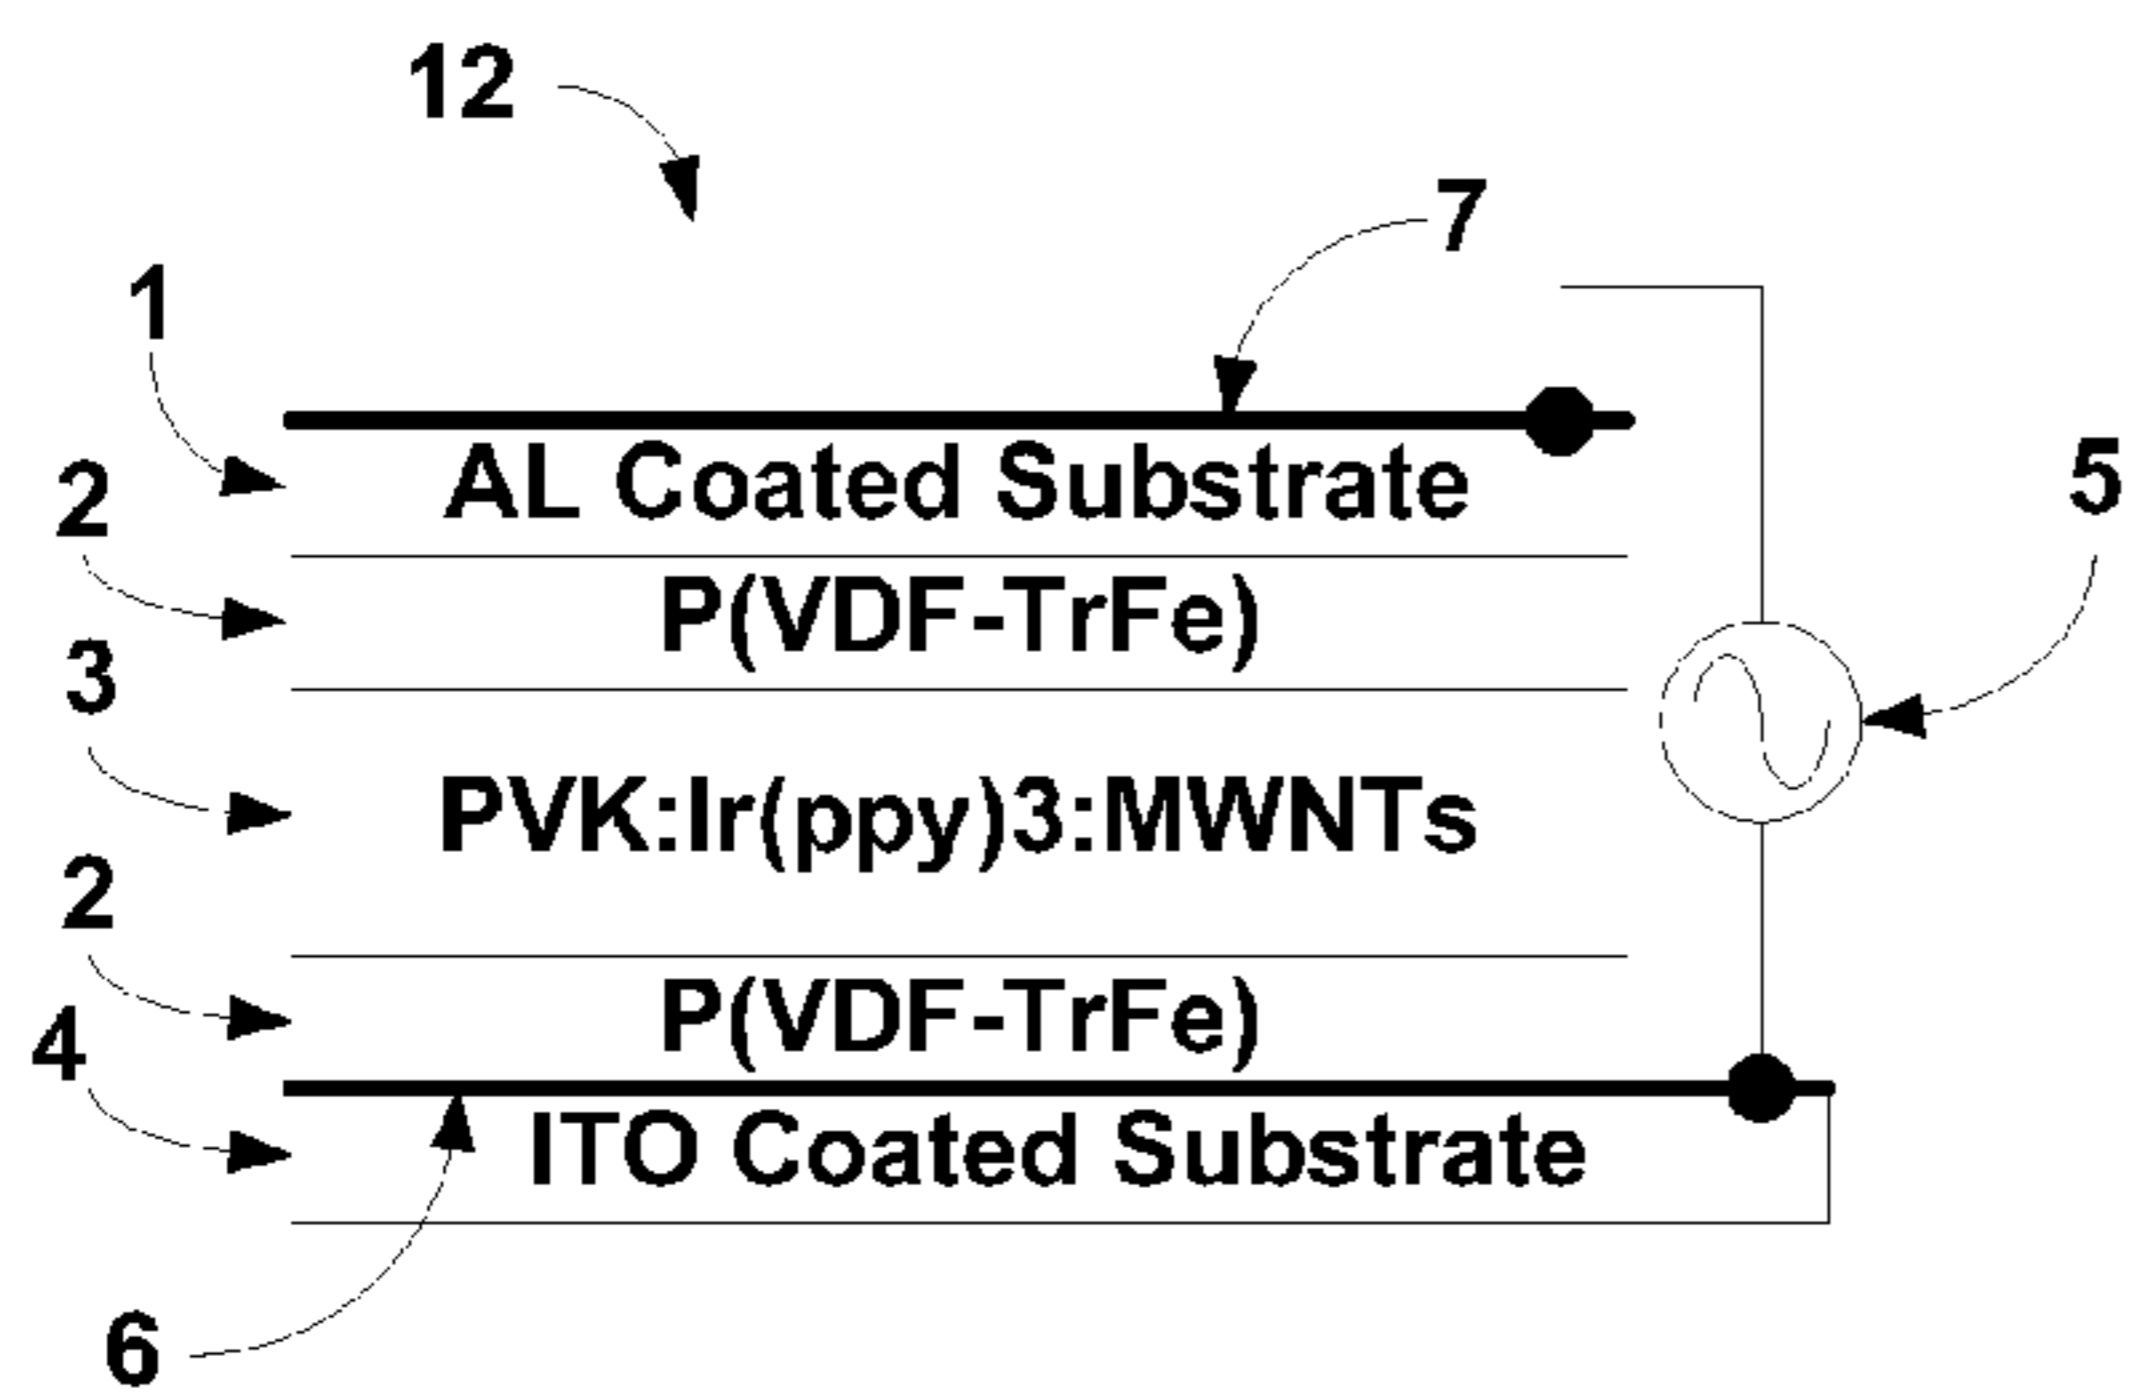 12
7
1
AL Coated Substrate
2
5
P(VDF-TrFe)
3
PVK:Ir(ppy)3:MWNTs
2
P(VDF-TrFe)
4
ITO Coated Substrate
6